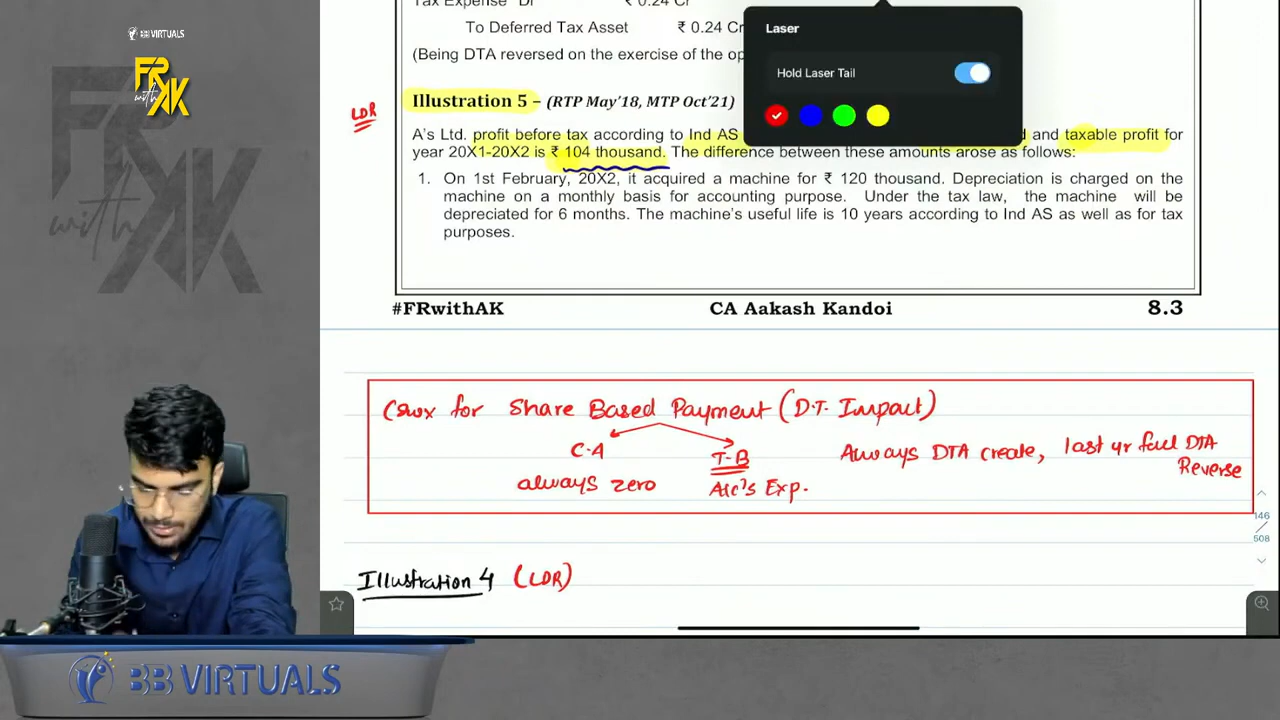 BB VIRTUALS
FR
with
AK
Tax Expense Dr ₹ 0.24 Cr
To Deferred Tax Asset ₹ 0.24 Cr
(Being DTA reversed on the exercise of the op
Laser
Hold Laser Tail
LDR
Illustration 5 – (RTP May'18, MTP Oct'21)
A's Ltd. profit before tax according to Ind AS and taxable profit for
year 20X1-20X2 is ₹ 104 thousand. The difference between these amounts arose as follows:
1. On 1st February, 20X2, it acquired a machine for ₹ 120 thousand. Depreciation is charged on the
machine on a monthly basis for accounting purpose. Under the tax law, the machine will be
depreciated for 6 months. The machine's useful life is 10 years according to Ind AS as well as for tax
purposes.
#FRwithAK CA Aakash Kandoi 8.3
for Share Based Payment (D.T. Impact)
C.A T-B Always DTA create, last yr full DTA
Reverse
always zero A/c's Exp.
146
508
Illustration 4 (LDR)
BB VIRTUALS